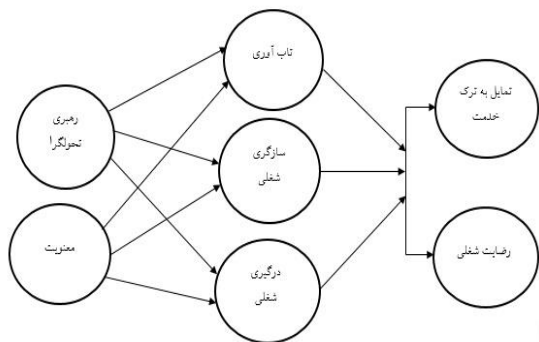 تاب آوری
رهبری
تحولگرا
سازگری
شغلی
تمایل به ترک
خدمت
معنویت
درگیری
شغلی
رضایت شغلی